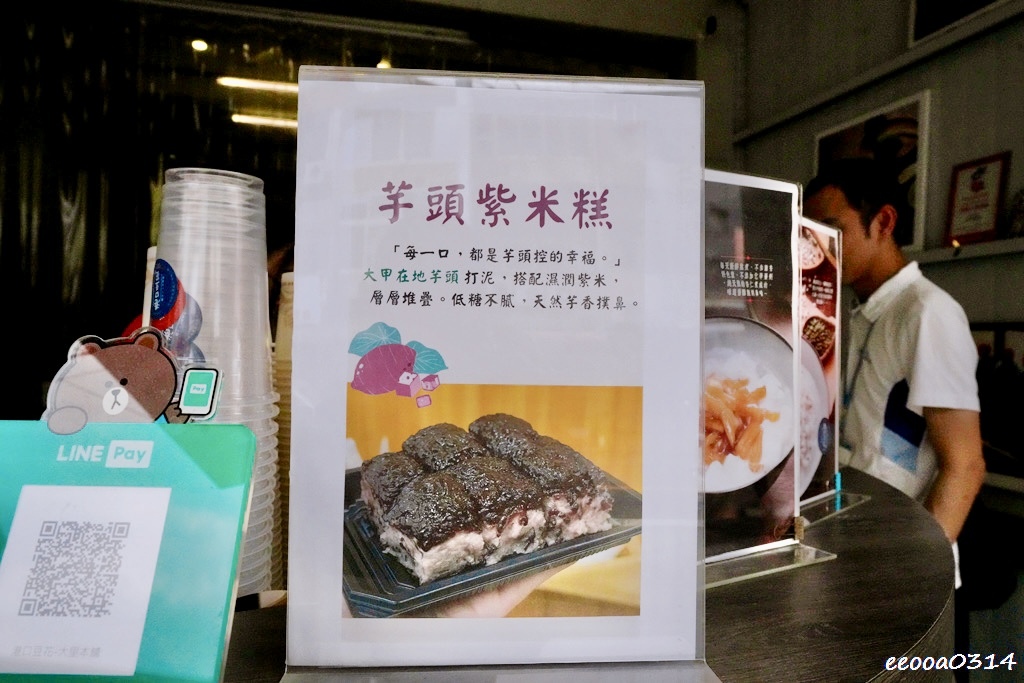 芋頭紫米糕
「每一口，都是芋頭控的幸福。」
大甲在地芋頭打泥，搭配濕潤紫米，
層層堆疊。低糖不膩，天然芋香撲鼻。
LINE Pay
eeooa0314